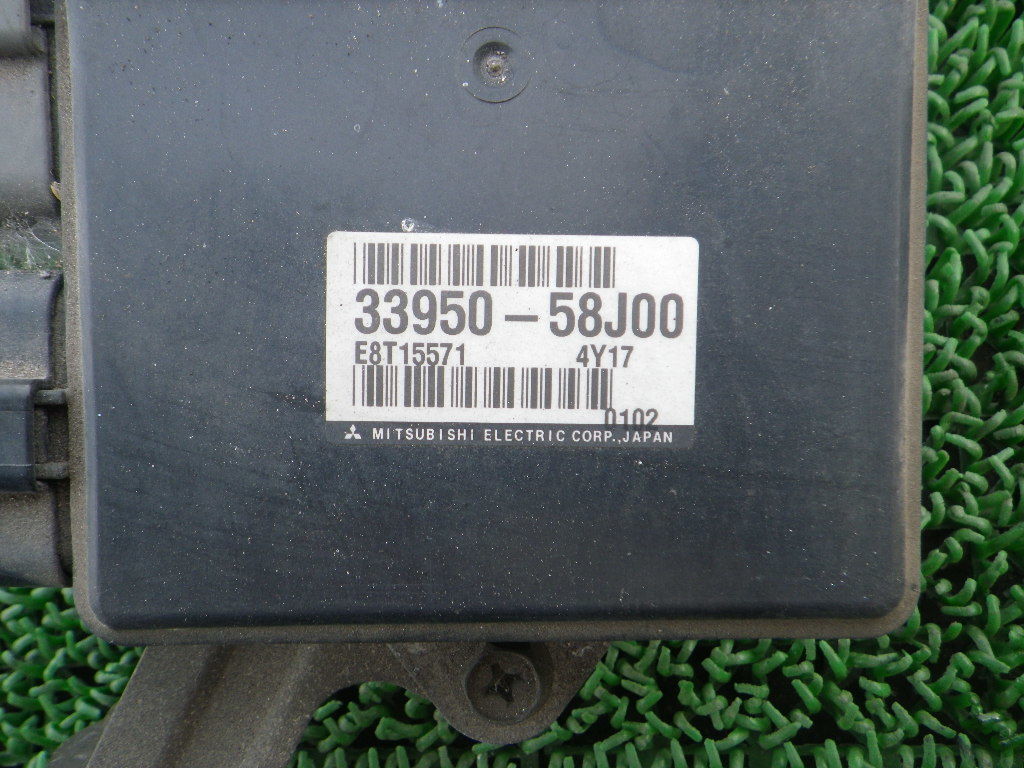 33950-58J00
E8T15571 4Y17
0102
MITSUBISHI ELECTRIC CORP.,JAPAN